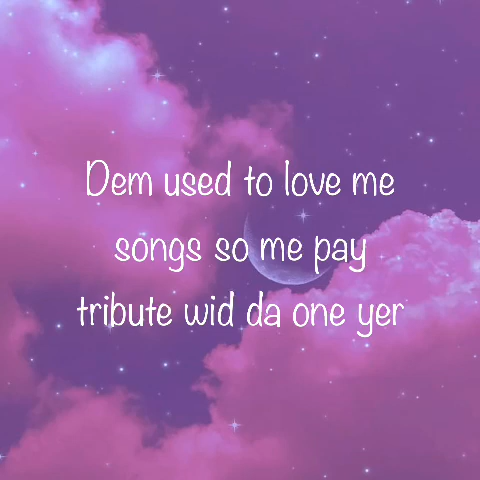 Dem used to love me
songs so me pay
tribute wid da one yer